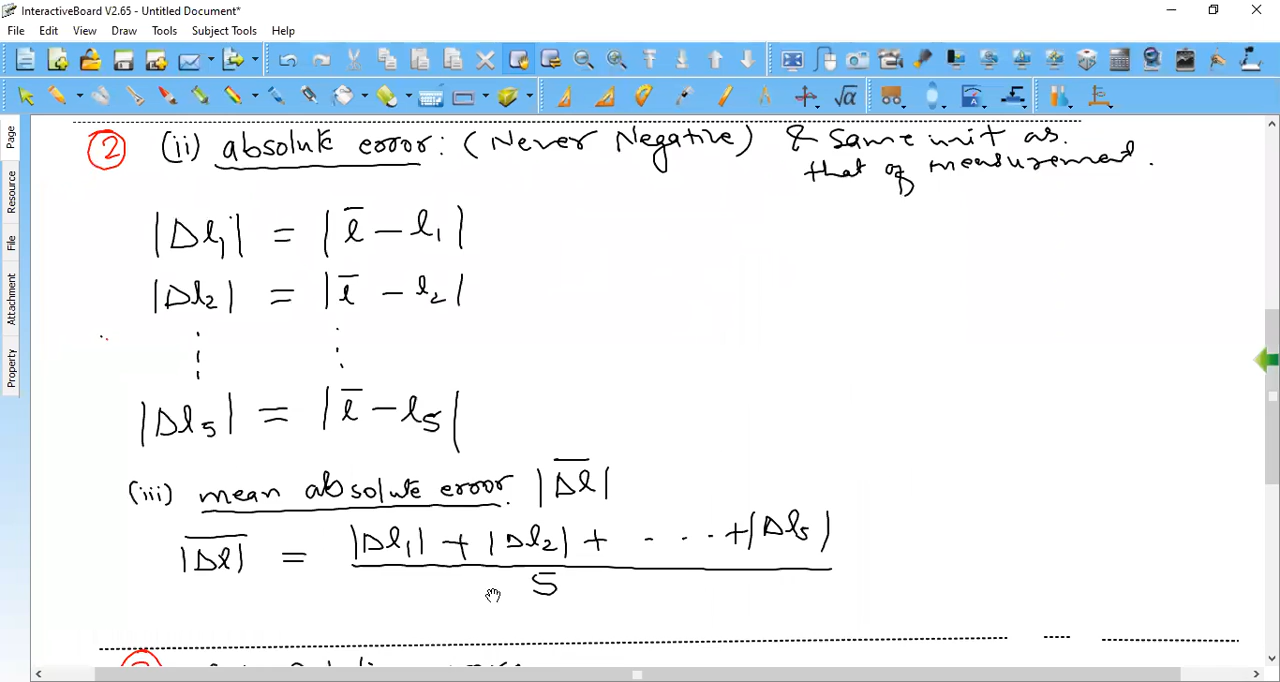 InteractiveBoard V2.65 - Untitled Document*
File Edit View Draw Tools Subject Tools Help
Page
Resource
File
Attachment
Property
② (ii) absolute error: (Never Negative) & same unit as
that of measurement.
|Δl₁| = |l̅ − l₁|
|Δl₂| = |l̅ − l₂|
⋮ ⋮
|Δl₅| = |l̅ − l₅|
(iii) mean absolute error. |Δl̅|
|Δl̅| = |Δl₁| + |Δl₂| + ---- + |Δl₅|
5